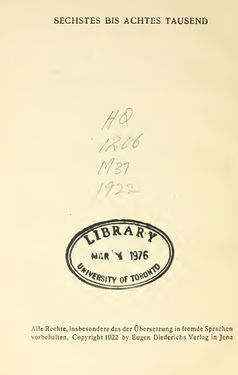 SECHSTES BIS ACHTES TAUSEND
HQ
1206
M37
1922
LIBRARY
MAR 4 1976
UNIVERSITY OF TORONTO
Alle Rechte, insbesondere das der Übersetzung in fremde Sprachen
vorbehalten. Copyright 1922 by Eugen Diederichs Verlag in Jena